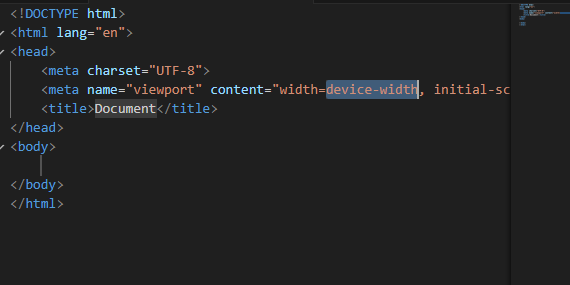 <!DOCTYPE html>
<html lang="en">
<head>
<meta charset="UTF-8">
<meta name="viewport" content="width=device-width, initial-sc
<title>Document</title>
</head>
<body>
</body>
</html>